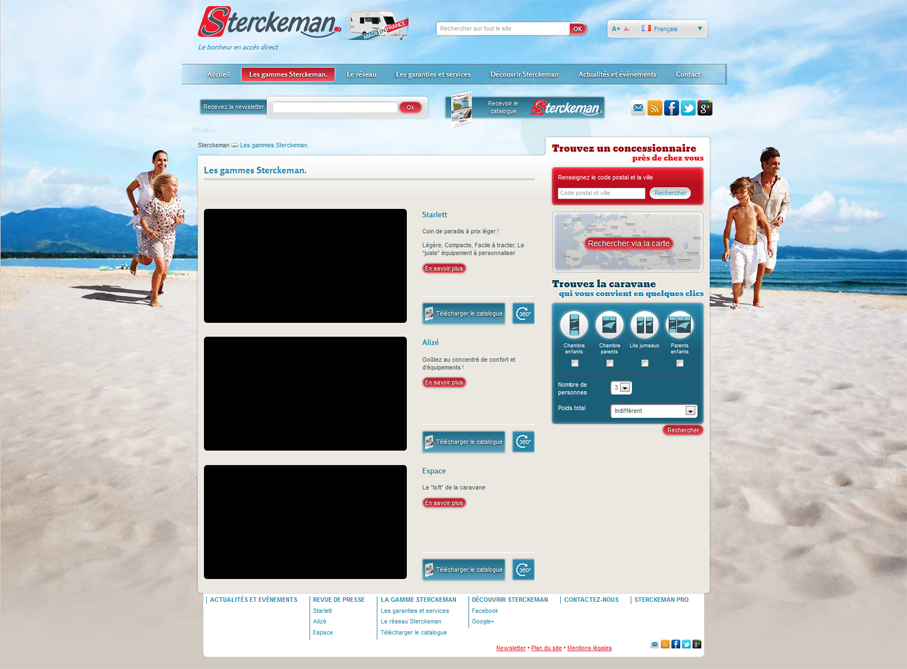 Sterckeman.
MADE IN FRANCE
Le bonheur en accès direct
Rechercher sur tout le site
OK
A+ A-
Français
Accueil
Les gammes Sterckeman.
Le réseau
Les garanties et services
Découvrir Sterckeman
Actualités et événements
Contact
Recevez la newsletter
Ok
Recevoir le
catalogue
Sterckeman.
Sterckeman
Les gammes Sterckeman.
Les gammes Sterckeman.
Starlett
Coin de paradis à prix léger !
Légère, Compacte, Facile à tracter, Le
"juste" équipement à personnaliser
En savoir plus
Télécharger le catalogue
360°
Alizé
Goûtez au concentré de confort et
d'équipements !
En savoir plus
Télécharger le catalogue
360°
Espace
Le "loft" de la caravane
En savoir plus
Télécharger le catalogue
360°
Trouvez un concessionnaire
près de chez vous
Renseignez le code postal et la ville
Code postal et ville
Rechercher
Rechercher via la carte
Trouvez la caravane
qui vous convient en quelques clics
Chambre
enfants
Chambre
parents
Lits jumeaux
Parents
enfants
Nombre de
personnes
3
Poids total
Indifférent
Rechercher
ACTUALITÉS ET EVÉNEMENTS
REVUE DE PRESSE
Starlett
Alizé
Espace
LA GAMME STERCKEMAN
Les garanties et services
Le réseau Sterckeman
Télécharger le catalogue
DÉCOUVRIR STERCKEMAN
Facebook
Google+
CONTACTEZ-NOUS
STERCKEMAN PRO
Newsletter • Plan du site • Mentions légales